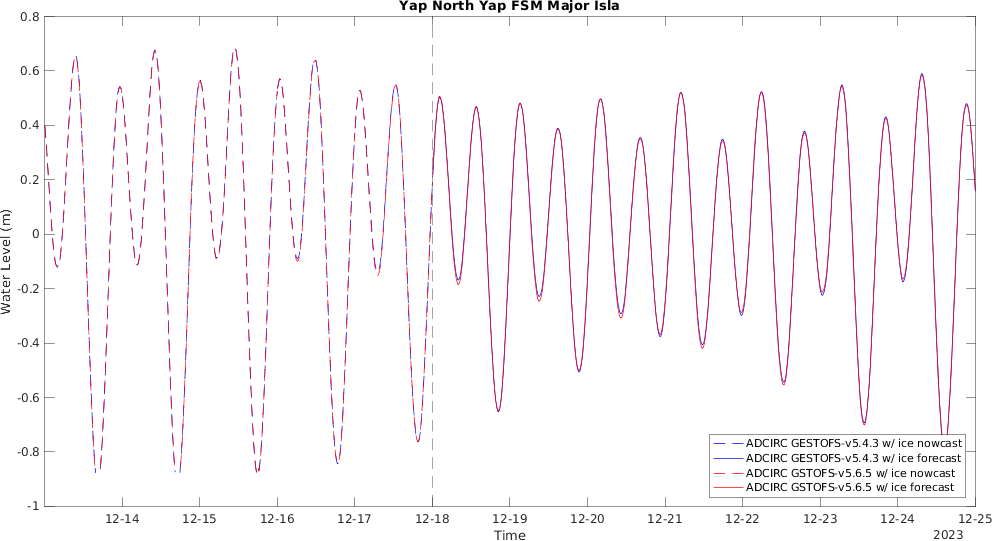 Yap North Yap FSM Major Isla
0.8
0.6
0.4
0.2
0
-0.2
-0.4
-0.6
-0.8
-1
Water Level (m)
ADCIRC GESTOFS-v5.4.3 w/ ice nowcast
ADCIRC GESTOFS-v5.4.3 w/ ice forecast
ADCIRC GSTOFS-v5.6.5 w/ ice nowcast
ADCIRC GSTOFS-v5.6.5 w/ ice forecast
12-14 12-15 12-16 12-17 12-18 12-19 12-20 12-21 12-22 12-23 12-24 12-25
Time
2023